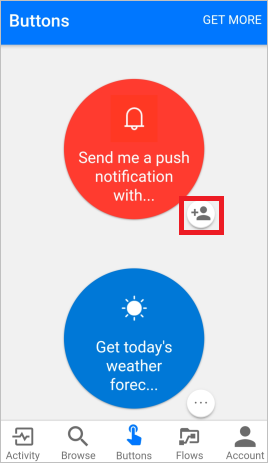 Buttons GET MORE
Send me a push
notification
with...
Get today's
weather
forec...
Activity Browse Buttons Flows Account